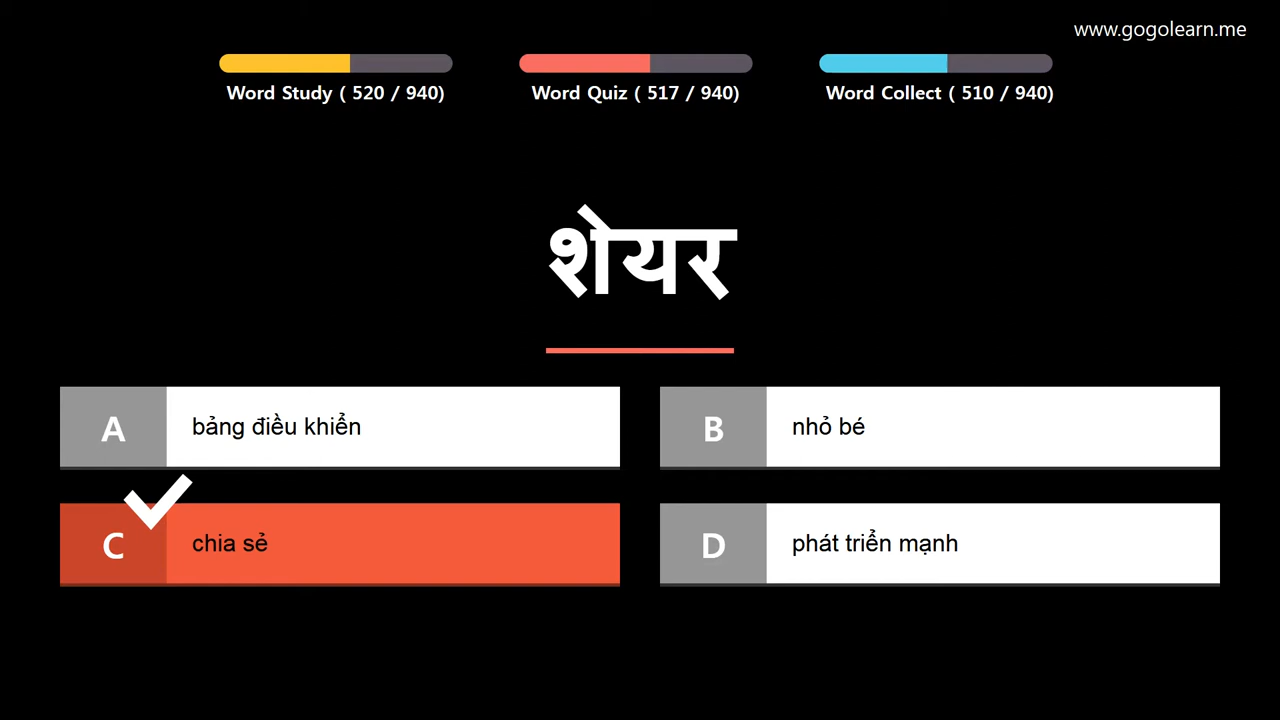 www.gogolearn.me
Word Study ( 520 / 940)
Word Quiz ( 517 / 940)
Word Collect ( 510 / 940)
शेयर
A
bảng điều khiển
B
nhỏ bé
C
chia sẻ
D
phát triển mạnh